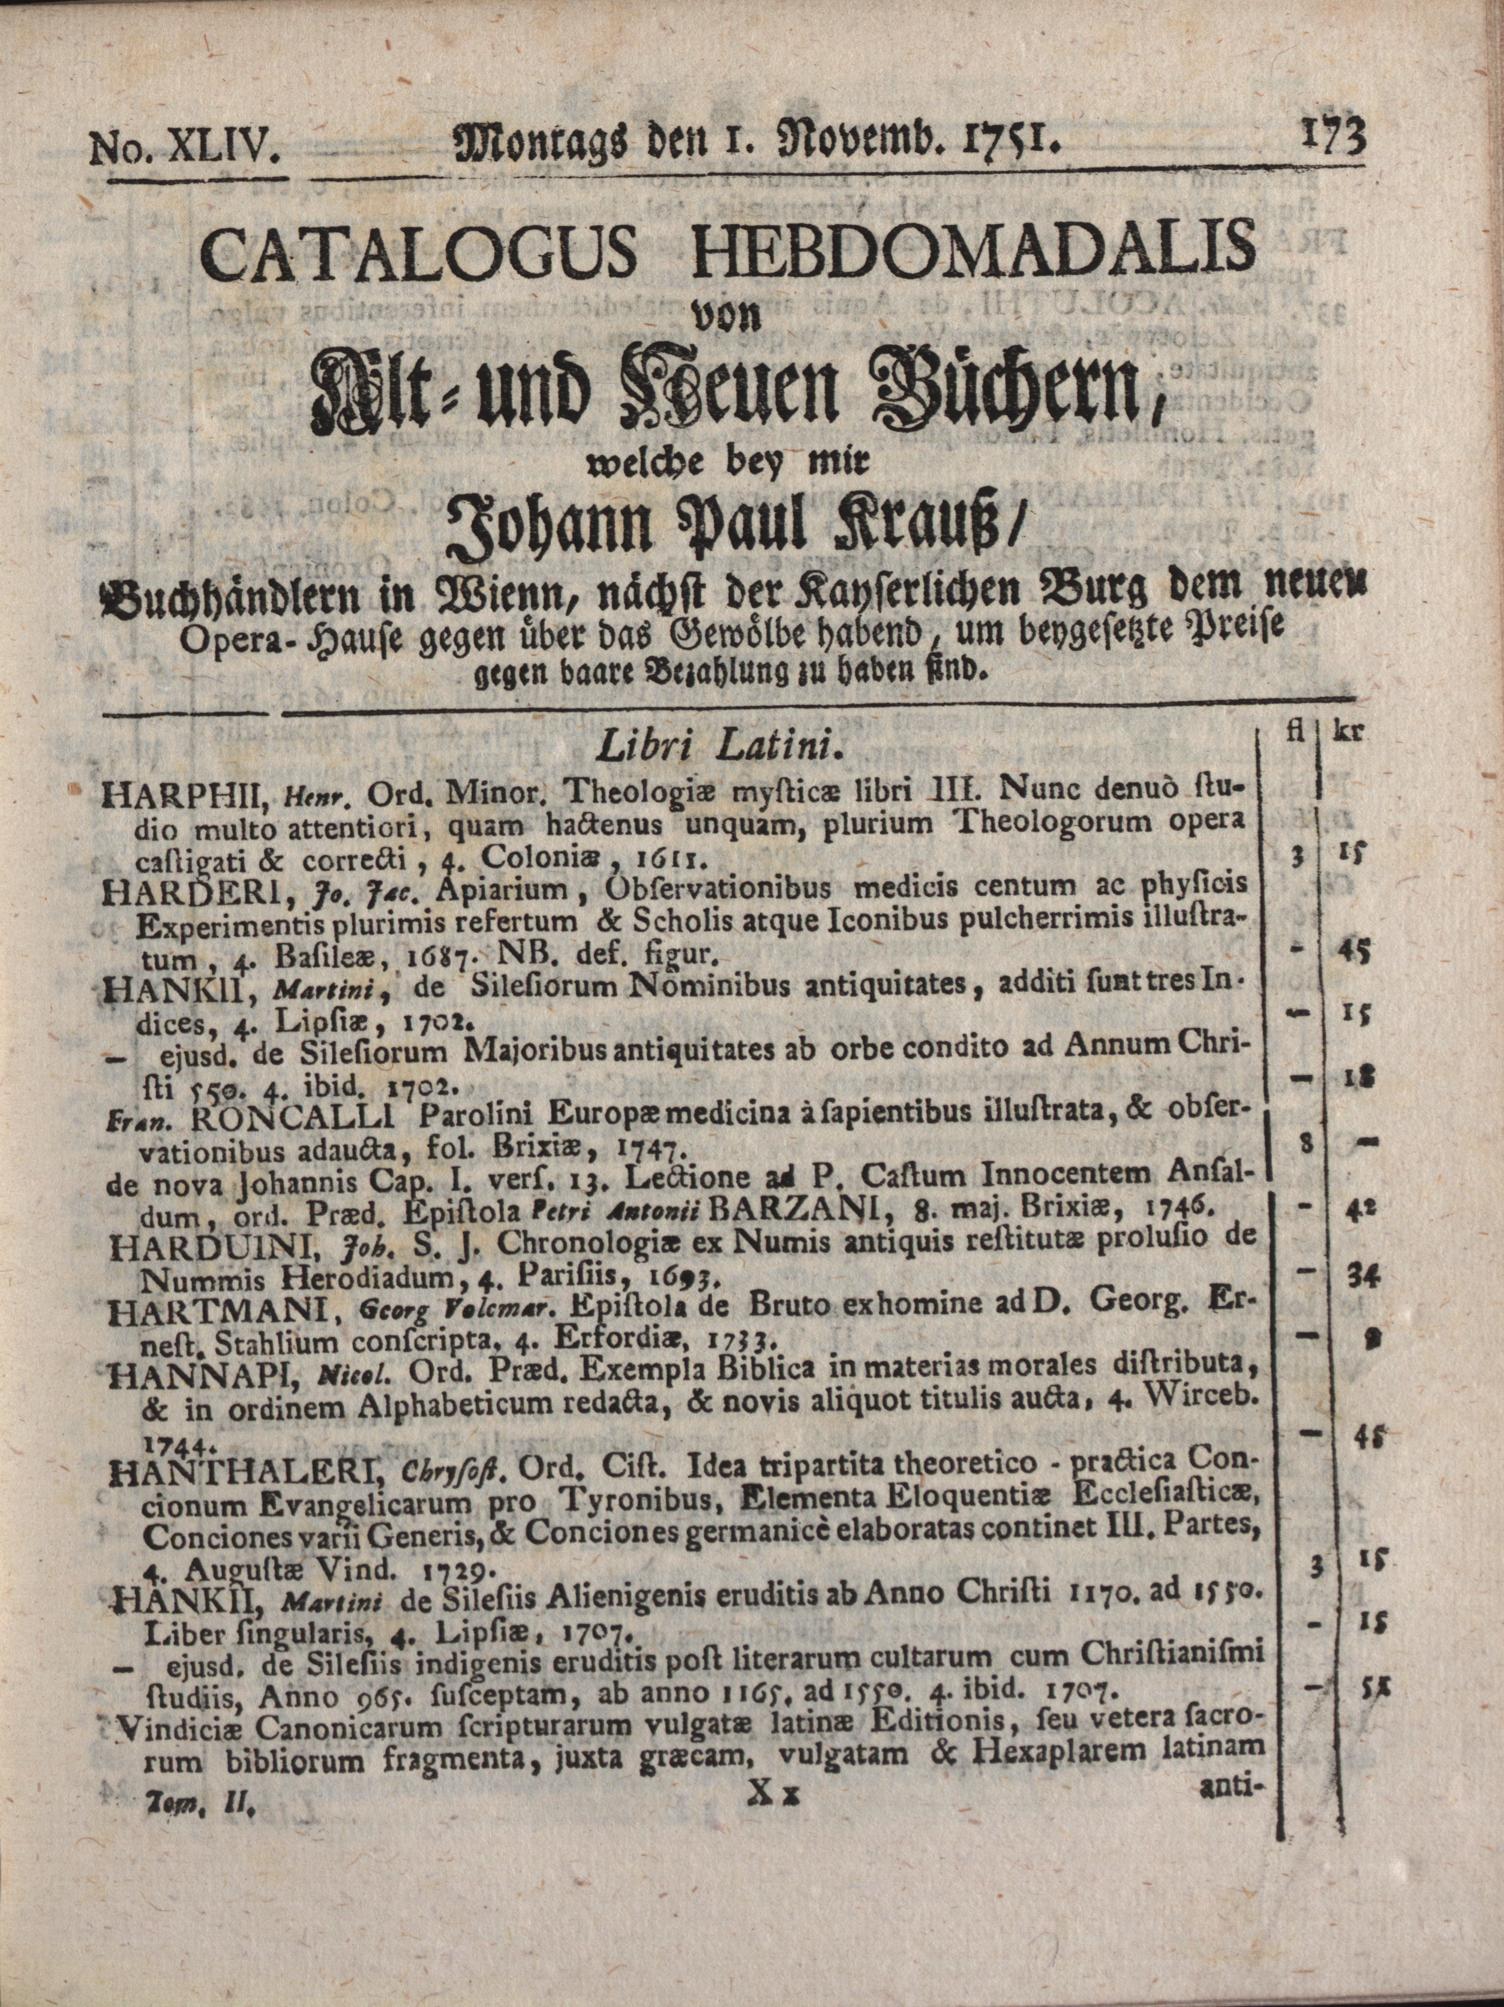 No. XLIV. Montags den 1. Novemb. 1751. 173
CATALOGUS HEBDOMADALIS
von
Alt- und Neuen Büchern,
welche bey mir
Johann Paul Krauß/
Buchhändlern in Wienn, nächst der Kayserlichen Burg dem neuen
Opera-Hause gegen über das Gewölbe habend, um beygesetzte Preise
gegen baare Bezahlung zu haben sind.
Libri Latini. fl kr
HARPHII, Henr. Ord. Minor. Theologiæ mysticæ libri III. Nunc denuò stu-
dio multo attentiori, quam hactenus unquam, plurium Theologorum opera
castigati & correcti, 4. Coloniæ, 1611. 3 15
HARDERI, Jo. Jac. Apiarium, Observationibus medicis centum ac physicis
Experimentis plurimis refertum & Scholis atque Iconibus pulcherrimis illustra-
tum, 4. Basileæ, 1687. NB. def. figur. - 45
HANKII, Martini, de Silesiorum Nominibus antiquitates, additi sunt tres In-
dices, 4. Lipsiæ, 1702. — 15
— ejusd. de Silesiorum Majoribus antiquitates ab orbe condito ad Annum Chri-
sti 550. 4. ibid. 1702. — 18
Fran. RONCALLI Parolini Europæ medicina à sapientibus illustrata, & obser-
vationibus adaucta, fol. Brixiæ, 1747. 8 —
de nova Johannis Cap. I. vers. 13. Lectione ad P. Castum Innocentem Ansal-
dum, ord. Præd. Epistola Petri Antonii BARZANI, 8. maj. Brixiæ, 1746. - 42
HARDUINI, Joh. S. J. Chronologiæ ex Numis antiquis restitutæ prolusio de
Nummis Herodiadum, 4. Parisiis, 1693. — 34
HARTMANI, Georg Volcmar. Epistola de Bruto exhomine ad D. Georg. Er-
nest. Stahlium conscripta, 4. Erfordiæ, 1733. —
HANNAPI, Nicol. Ord. Præd. Exempla Biblica in materias morales distributa,
& in ordinem Alphabeticum redacta, & novis aliquot titulis aucta, 4. Wirceb.
1744. — 45
HANTHALERI, Chrysost. Ord. Cist. Idea tripartita theoretico - practica Con-
cionum Evangelicarum pro Tyronibus, Elementa Eloquentiæ Ecclesiasticæ,
Conciones varii Generis, & Conciones germanicè elaboratas continet III. Partes,
4. Augustæ Vind. 1729. 3 15
HANKII, Martini de Silesiis Alienigenis eruditis ab Anno Christi 1170. ad 1550.
Liber singularis, 4. Lipsiæ, 1707. - 15
— ejusd. de Silesiis indigenis eruditis post literarum cultarum cum Christianismi
studiis, Anno 965. susceptam, ab anno 1165. ad 1550. 4. ibid. 1707. —
Vindiciæ Canonicarum scripturarum vulgatæ latinæ Editionis, seu vetera sacro-
rum bibliorum fragmenta, juxta græcam, vulgatam & Hexaplarem latinam
Tom. II. X x anti-